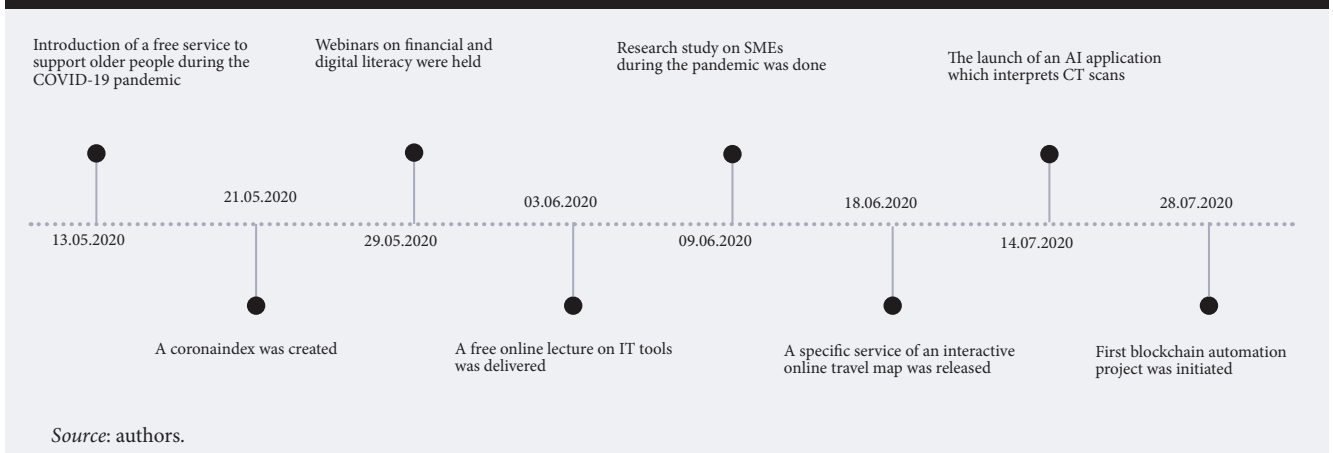 Introduction of a free service to
support older people during the
COVID-19 pandemic
Webinars on financial and
digital literacy were held
Research study on SMEs
during the pandemic was done
The launch of an AI application
which interprets CT scans
21.05.2020
03.06.2020
18.06.2020
28.07.2020
13.05.2020
29.05.2020
09.06.2020
14.07.2020
A coronaindex was created
A free online lecture on IT tools
was delivered
A specific service of an interactive
online travel map was released
First blockchain automation
project was initiated
Source: authors.